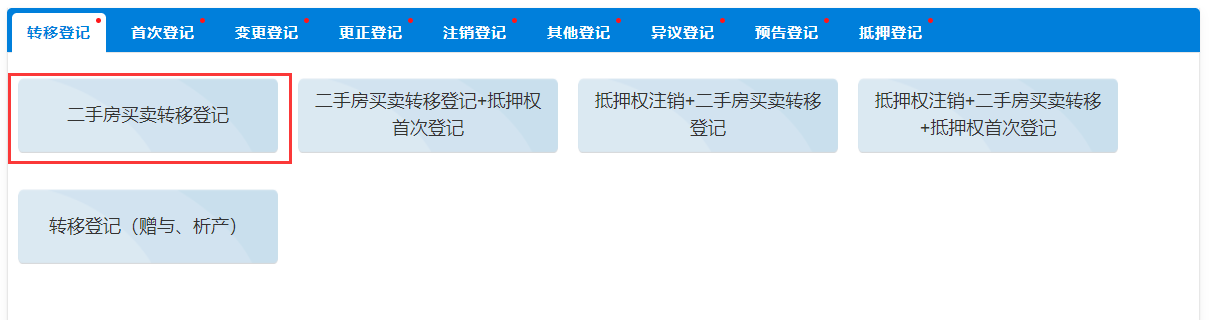 转移登记 首次登记 变更登记 更正登记 注销登记 其他登记 异议登记 预告登记 抵押登记
二手房买卖转移登记
二手房买卖转移登记+抵押权
首次登记
抵押权注销+二手房买卖转移
登记
抵押权注销+二手房买卖转移
+抵押权首次登记
转移登记（赠与、析产）